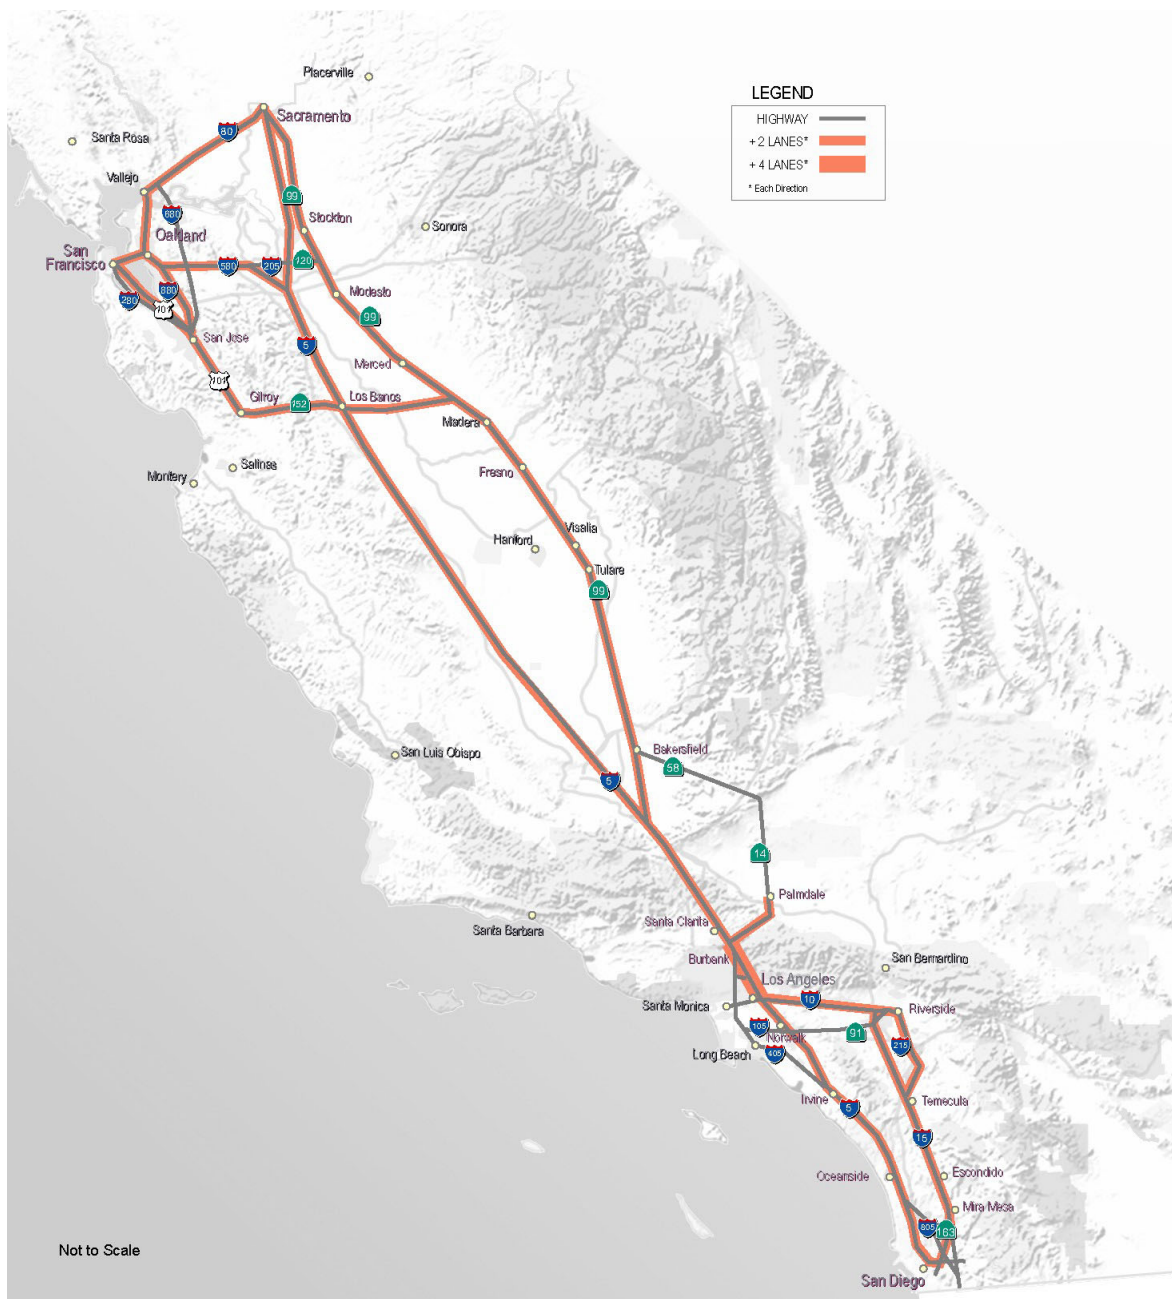 Placerville
LEGEND
HIGHWAY
+ 2 LANES*
+ 4 LANES*
* Each Direction
Sacramento
80
Santa Rosa
Vallejo
99
680
Stockton
Sonora
Oakland
San
Francisco
580
205
120
880
280
101
Modesto
99
San Jose
5
Merced
101
Gilroy
152
Los Banos
Madera
Salinas
Montery
Fresno
Visalia
Hanford
Tulare
99
San Luis Obispo
Bakersfield
58
5
14
Palmdale
Santa Clarita
Santa Barbara
Burbank
San Bernardino
Los Angeles
Santa Monica
10
Riverside
105
Norwalk
91
215
Long Beach
405
Irvine
5
Temecula
15
Oceanside
Escondido
Mira Mesa
805
163
Not to Scale
San Diego